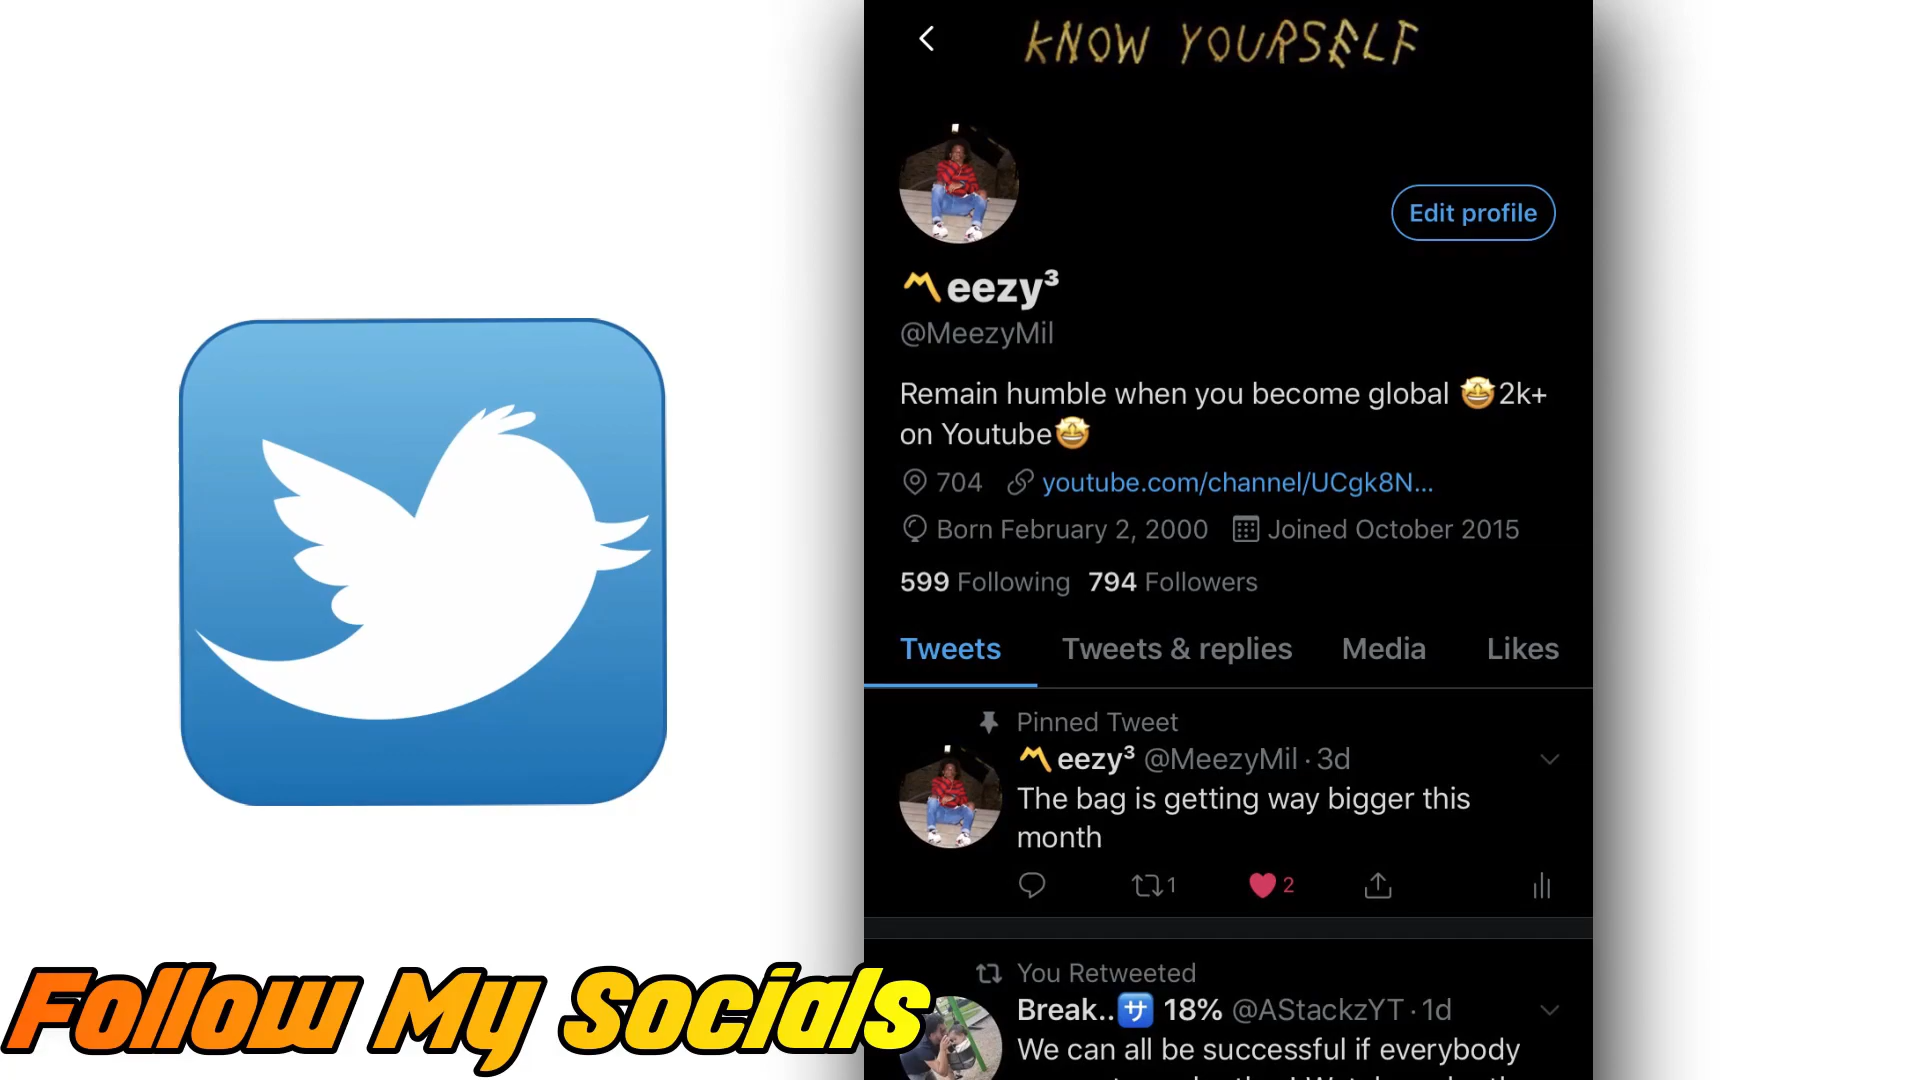 KNOW YOURSELF
Edit profile
〽️eezy³
@MeezyMil
Remain humble when you become global 🤩2k+
on Youtube🤩
704 youtube.com/channel/UCgk8N...
Born February 2, 2000 Joined October 2015
599 Following 794 Followers
Tweets Tweets & replies Media Likes
Pinned Tweet
〽️eezy³ @MeezyMil · 3d
The bag is getting way bigger this
month
1 2
You Retweeted
Break..🈂️ 18% @AStackzYT · 1d
We can all be successful if everybody
Follow My Socials